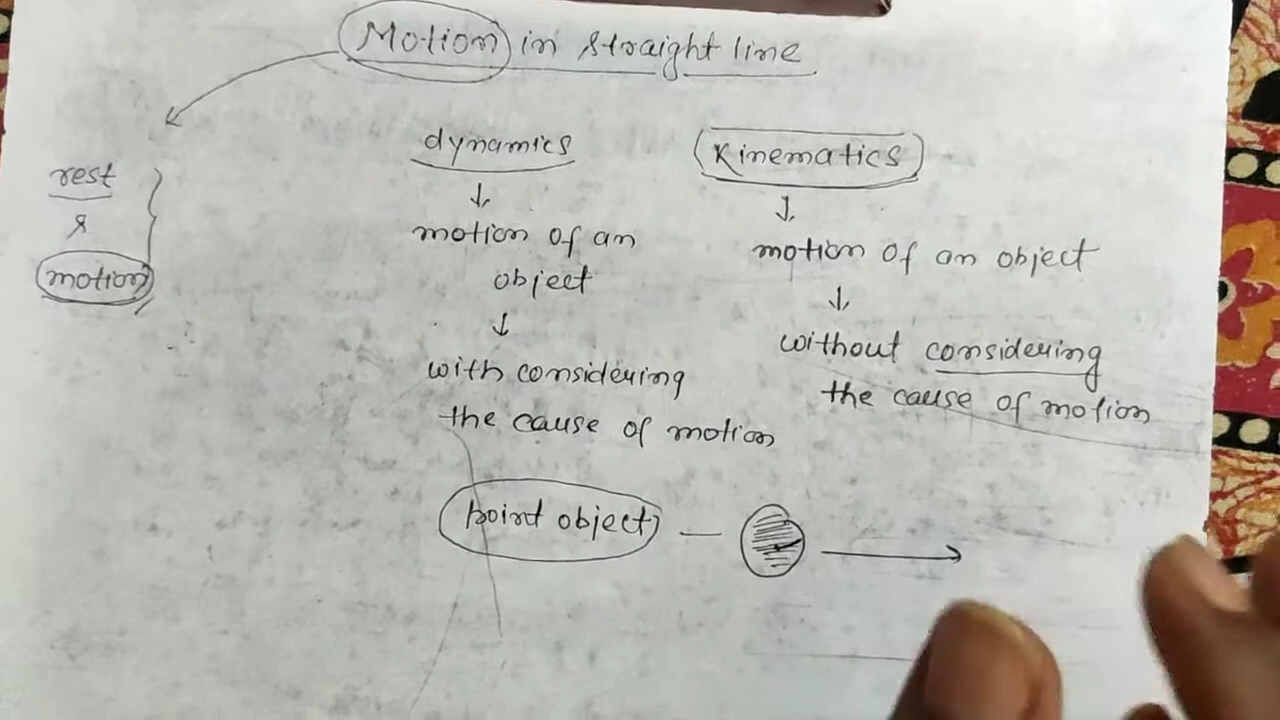 Motion in straight line
rest
&
motion
dynamics
motion of an
object
with considering
the cause of motion
Kinematics
motion of an object
without considering
the cause of motion
point object